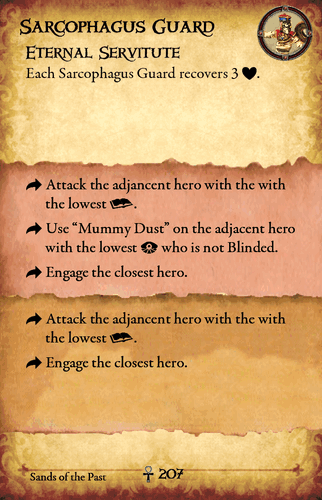 Sarcophagus Guard
Eternal Servitute
Each Sarcophagus Guard recovers 3 .
Attack the adjancent hero with the with
the lowest .
Use “Mummy Dust” on the adjacent hero
with the lowest who is not Blinded.
Engage the closest hero.
Attack the adjancent hero with the with
the lowest .
Engage the closest hero.
Sands of the Past
207